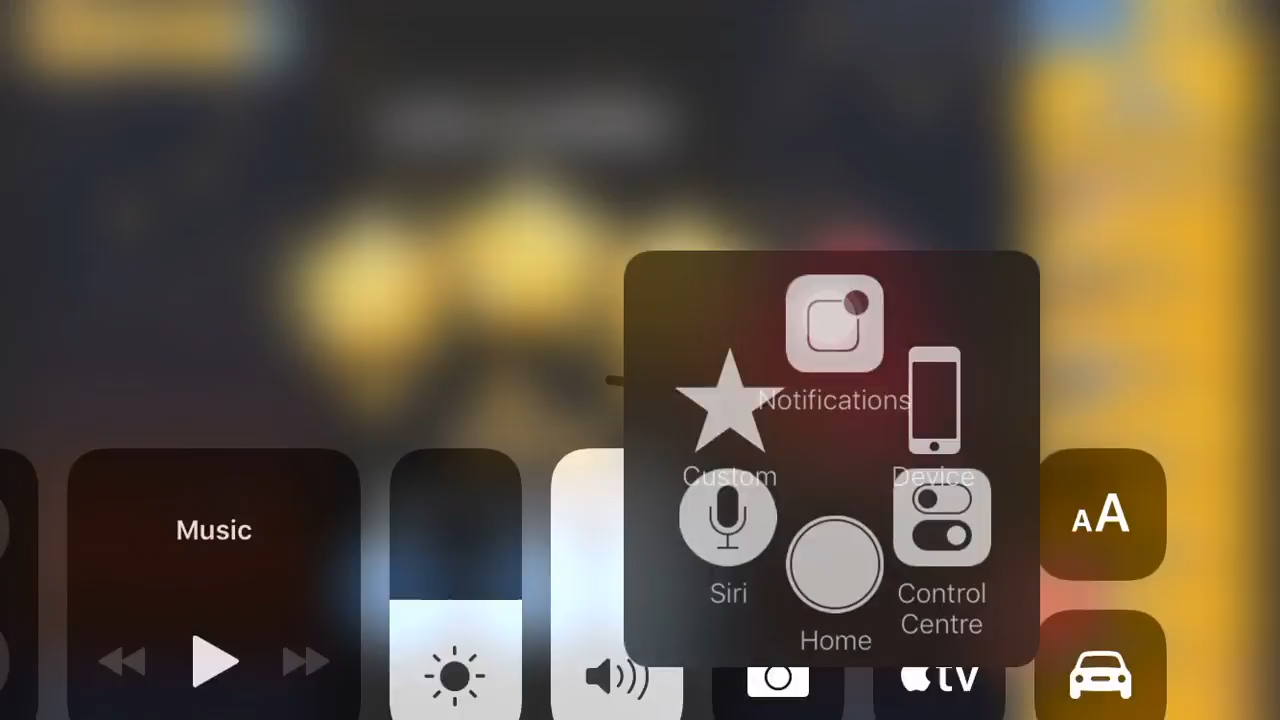 Notifications
Custom
Device
Music
AA
Siri
Control
Centre
Home
tv